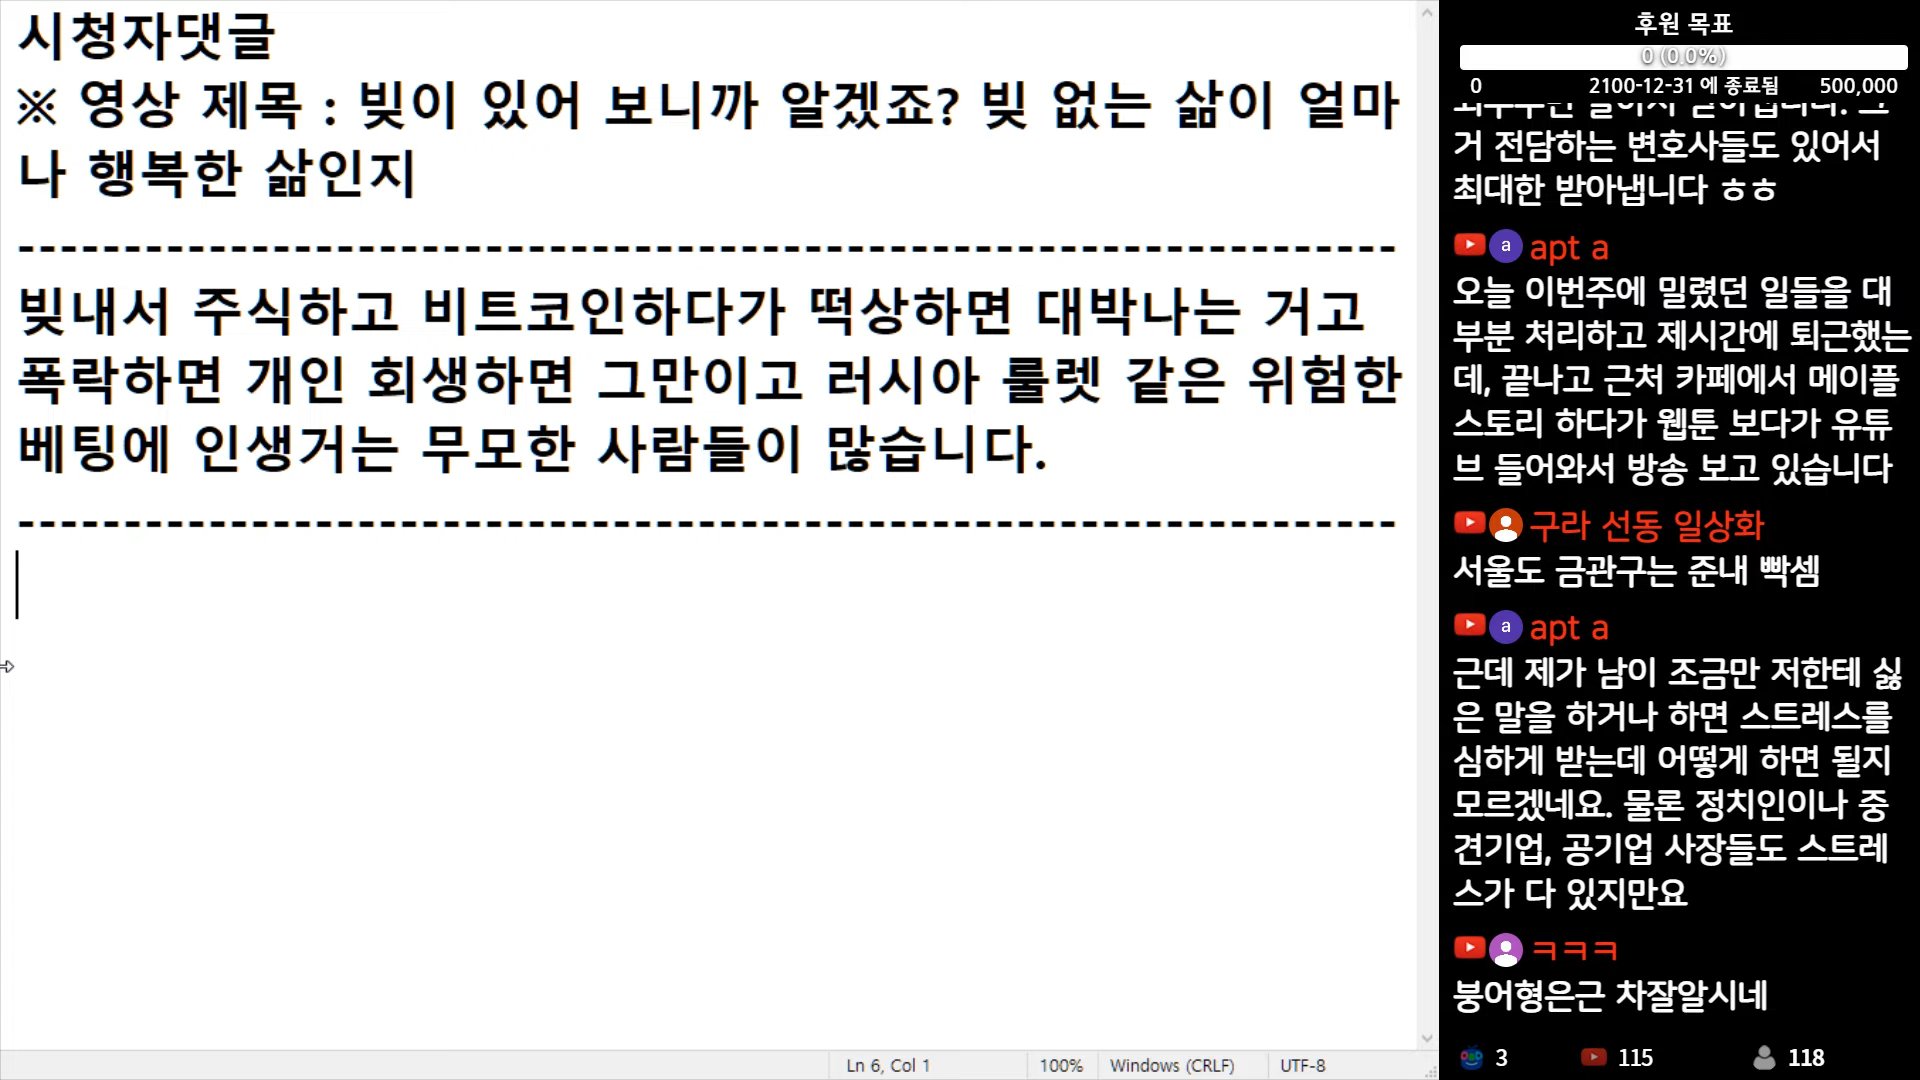 시청자댓글
※ 영상 제목 : 빚이 있어 보니까 알겠죠? 빚 없는 삶이 얼마
나 행복한 삶인지
-----------------------------------------------------------------
빚내서 주식하고 비트코인하다가 떡상하면 대박나는 거고
폭락하면 개인 회생하면 그만이고 러시아 룰렛 같은 위험한
베팅에 인생거는 무모한 사람들이 많습니다.
-----------------------------------------------------------------
Ln 6, Col 1
100%
Windows (CRLF)
UTF-8
후원 목표
0 (0.0%)
0 2100-12-31 에 종료됨 500,000
거 전담하는 변호사들도 있어서
최대한 받아냅니다 ㅎㅎ
a apt a
오늘 이번주에 밀렸던 일들을 대
부분 처리하고 제시간에 퇴근했는
데, 끝나고 근처 카페에서 메이플
스토리 하다가 웹툰 보다가 유튜
브 들어와서 방송 보고 있습니다
구라 선동 일상화
서울도 금관구는 준내 빡셈
a apt a
근데 제가 남이 조금만 저한테 싫
은 말을 하거나 하면 스트레스를
심하게 받는데 어떻게 하면 될지
모르겠네요. 물론 정치인이나 중
견기업, 공기업 사장들도 스트레
스가 다 있지만요
ㅋㅋㅋ
붕어형은근 차잘알시네
3 115 118